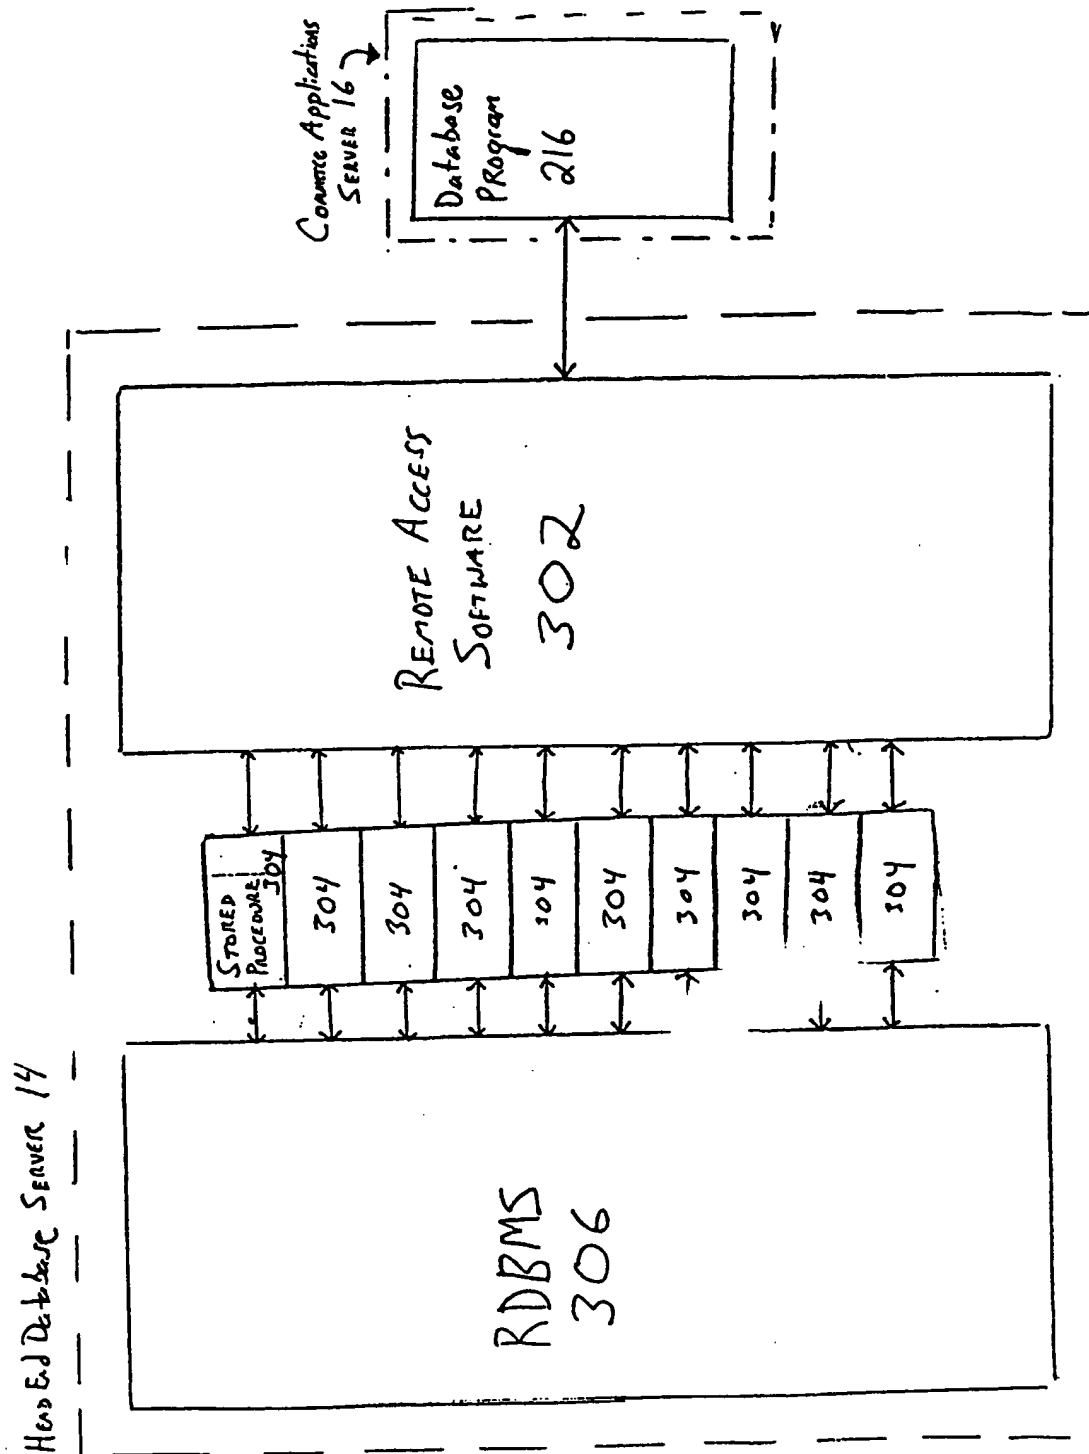 Head End Database Server 14
RDBMS
306
STORED
PROCEDURE
304
304
304
304
304
304
304
304
304
304
REMOTE ACCESS
SOFTWARE
302
Commerce Applications
SERVER 16
Database
PROgram
216